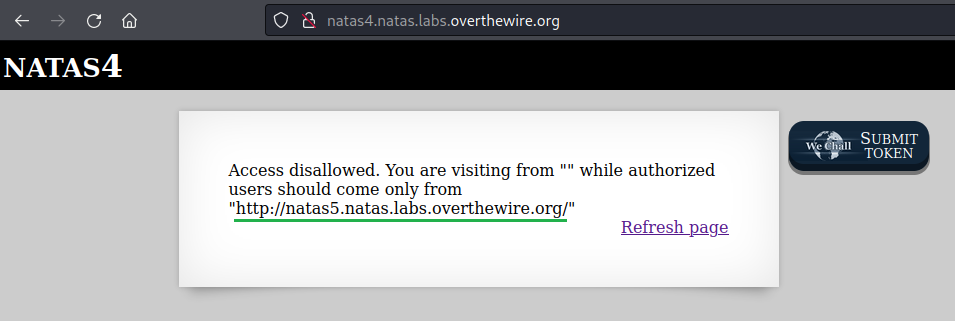 natas4.natas.labs.overthewire.org
NATAS4
Access disallowed. You are visiting from "" while authorized
users should come only from
"http://natas5.natas.labs.overthewire.org/"
Refresh page
We Chall
SUBMIT
TOKEN